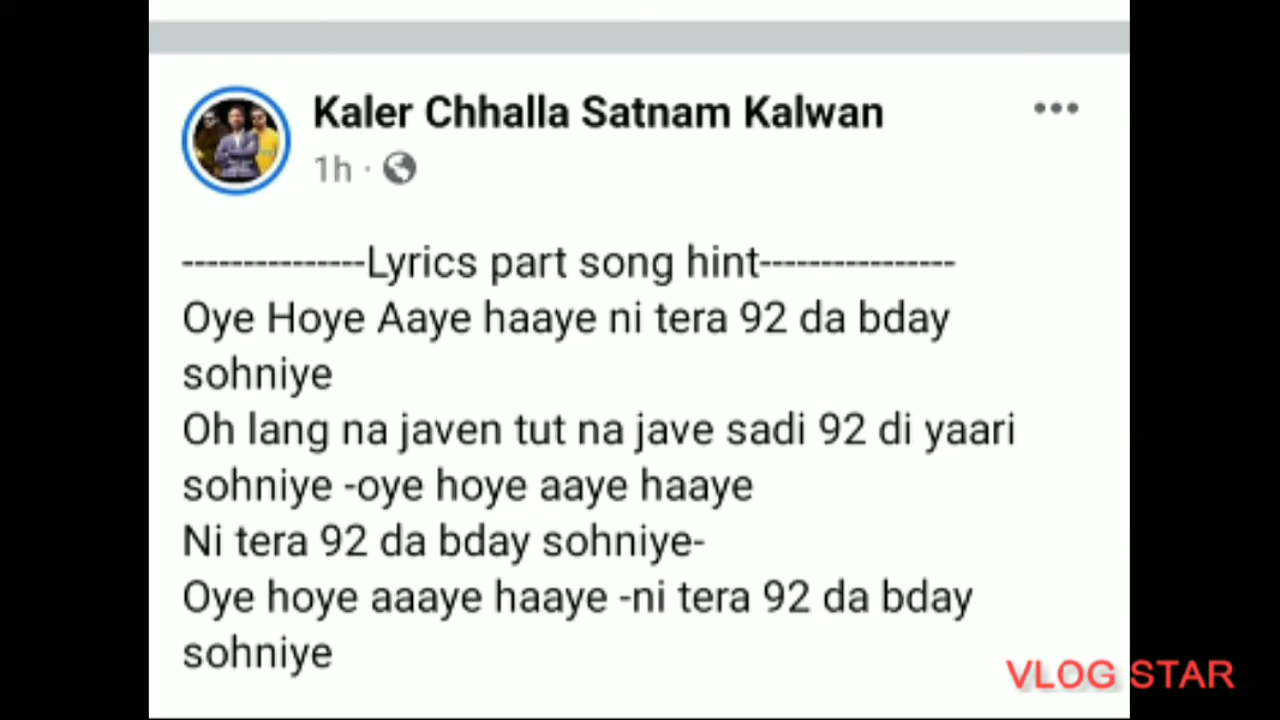 Kaler Chhalla Satnam Kalwan
1h ·
---------------Lyrics part song hint----------------
Oye Hoye Aaye haaye ni tera 92 da bday
sohniye
Oh lang na javen tut na jave sadi 92 di yaari
sohniye -oye hoye aaye haaye
Ni tera 92 da bday sohniye-
Oye hoye aaaye haaye -ni tera 92 da bday
sohniye
VLOG STAR